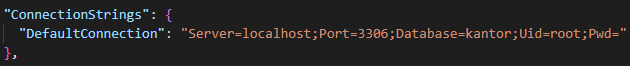 "ConnectionStrings": {
  "DefaultConnection": "Server=localhost;Port=3306;Database=kantor;Uid=root;Pwd="
},